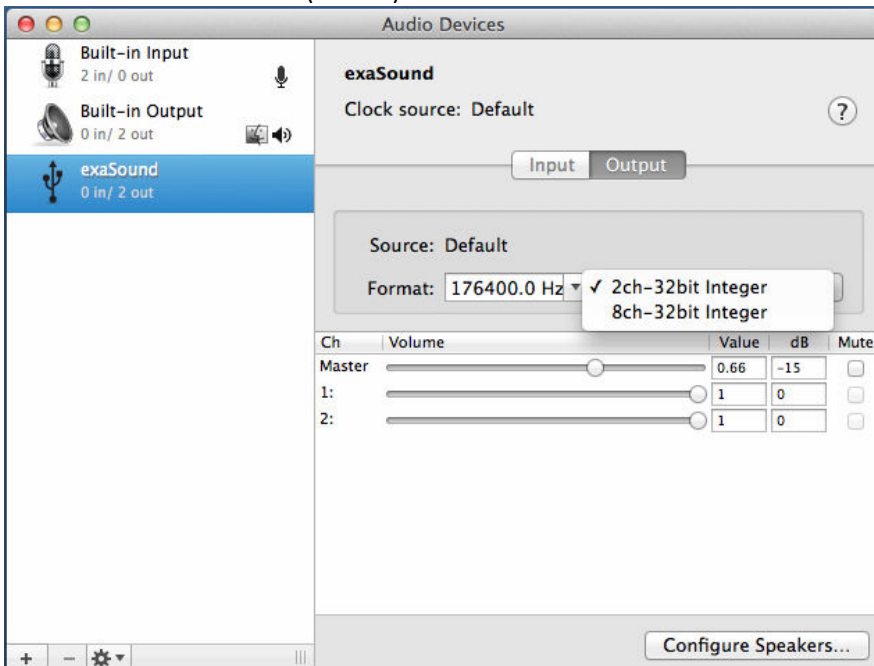 Audio Devices
Built-in Input
2 in/ 0 out
Built-in Output
0 in/ 2 out
exaSound
0 in/ 2 out
exaSound
Clock source: Default
?
Input Output
Source: Default
Format: 176400.0 Hz ✓ 2ch-32bit Integer
8ch-32bit Integer
Ch Volume Value dB Mute
Master 0.66 -15
1: 1 0
2: 1 0
+ −
Configure Speakers...